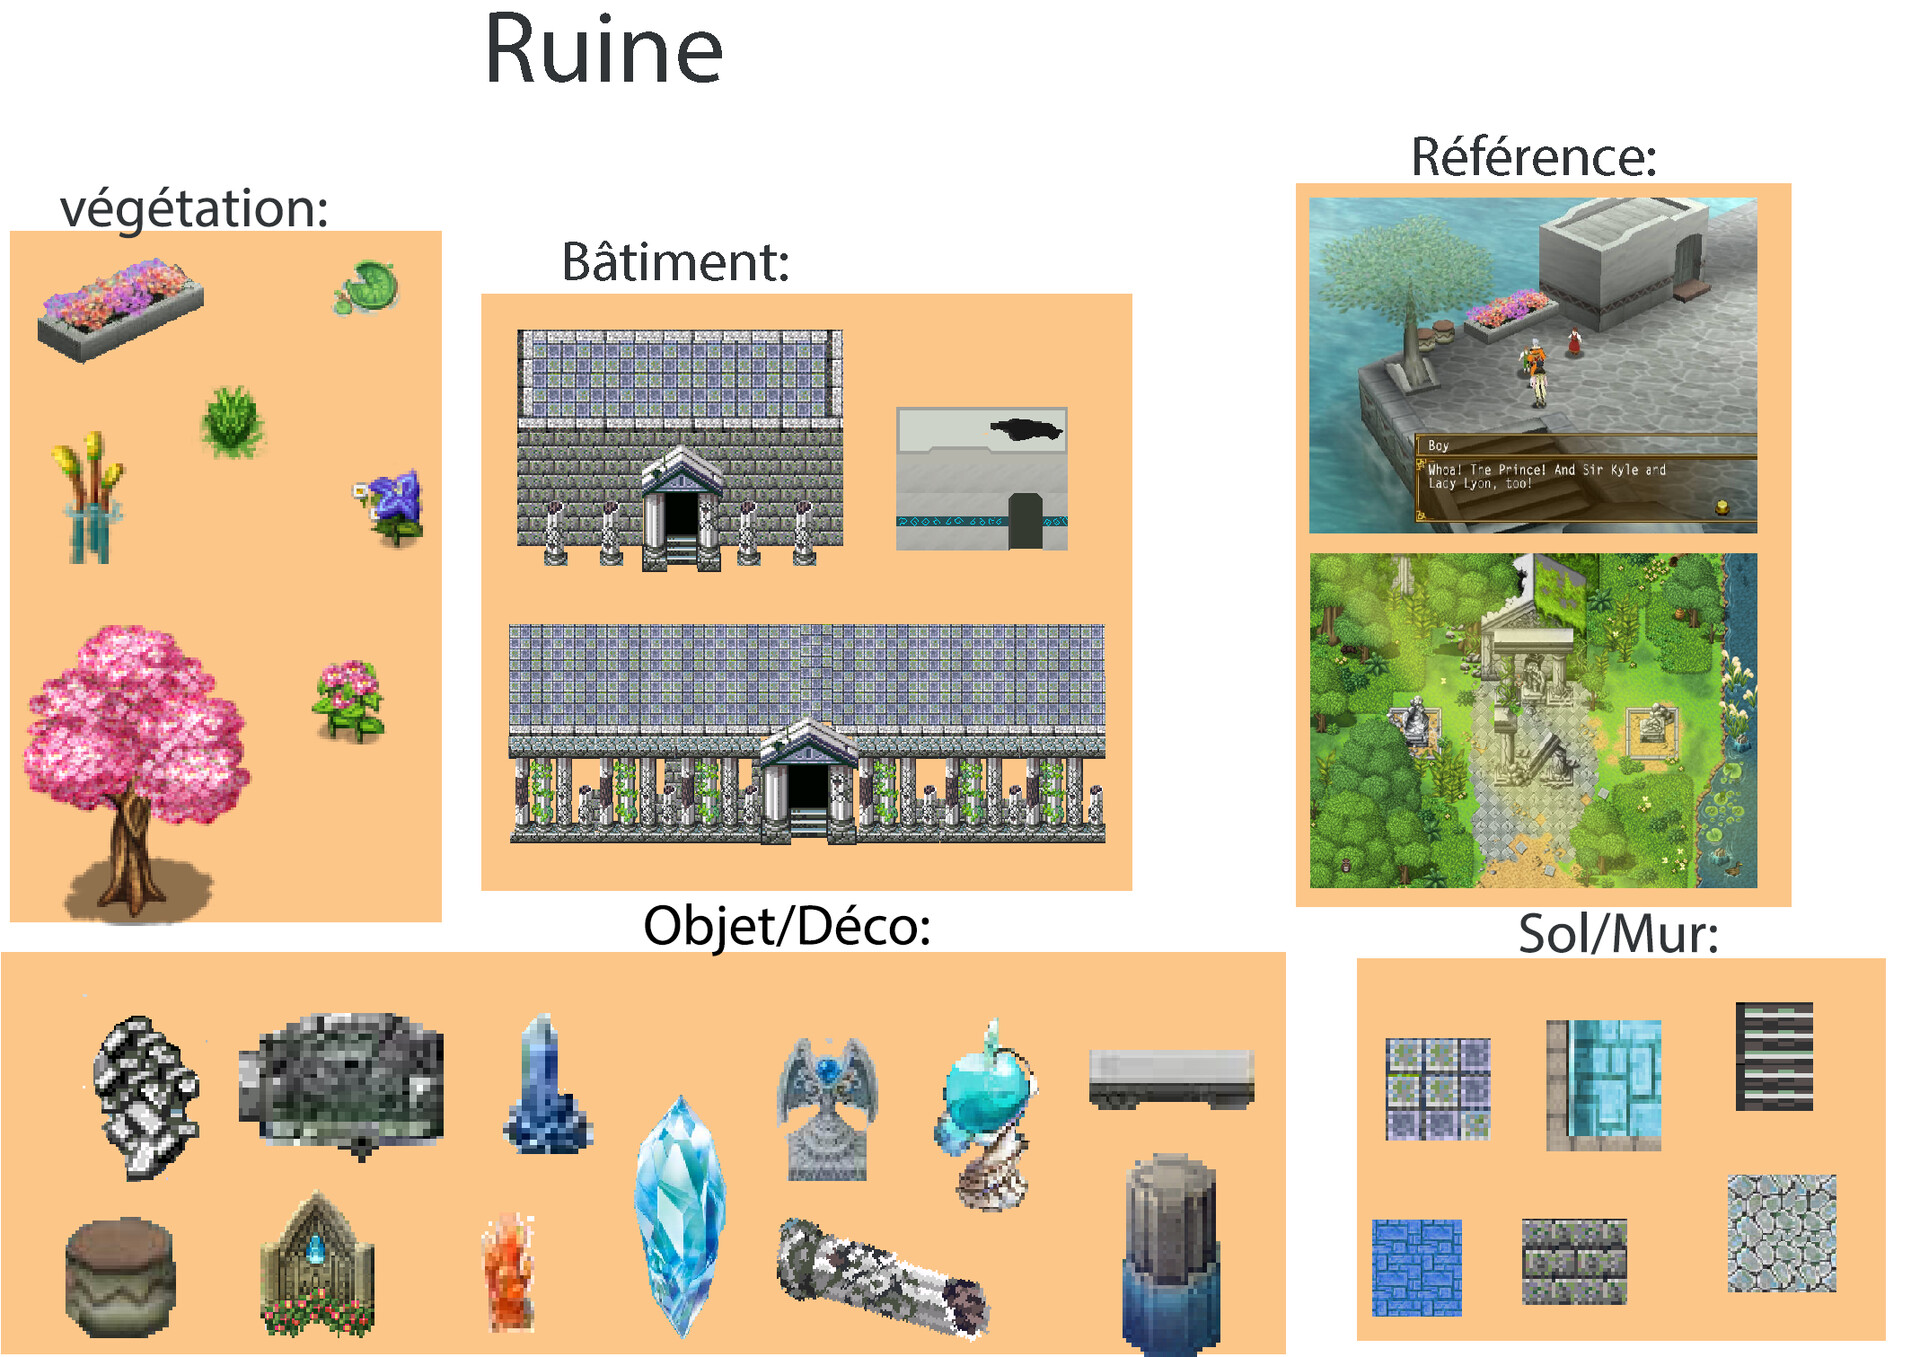 Ruine
Référence:
végétation:
Bâtiment:
Boy
Whoa! The Prince! And Sir Kyle and
Lady Lyon, too!
Objet/Déco:
Sol/Mur: